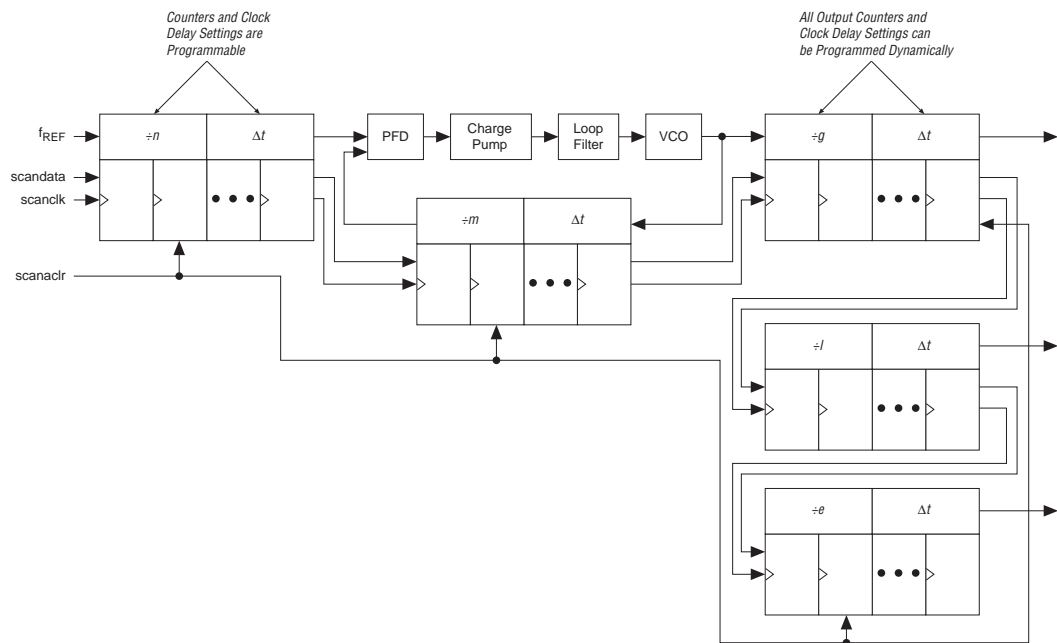 Counters and Clock
Delay Settings are
Programmable
All Output Counters and
Clock Delay Settings can
be Programmed Dynamically
fREF
÷n
Δt
PFD
Charge
Pump
Loop
Filter
VCO
÷g
Δt
scandata
scanclk
÷m
Δt
scanaclr
÷l
Δt
÷e
Δt